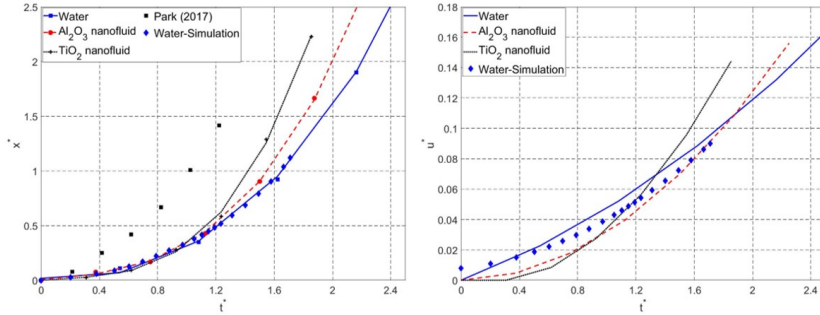 2.5
2
1.5
1
0.5
0
x*
0 0.4 0.8 1.2 1.6 2 2.4
t*
Water
Al2O3 nanofluid
TiO2 nanofluid
Park (2017)
Water-Simulation
0.18
0.16
0.14
0.12
0.1
0.08
0.06
0.04
0.02
0
u*
0 0.4 0.8 1.2 1.6 2 2.4
t*
Water
Al2O3 nanofluid
TiO2 nanofluid
Water-Simulation